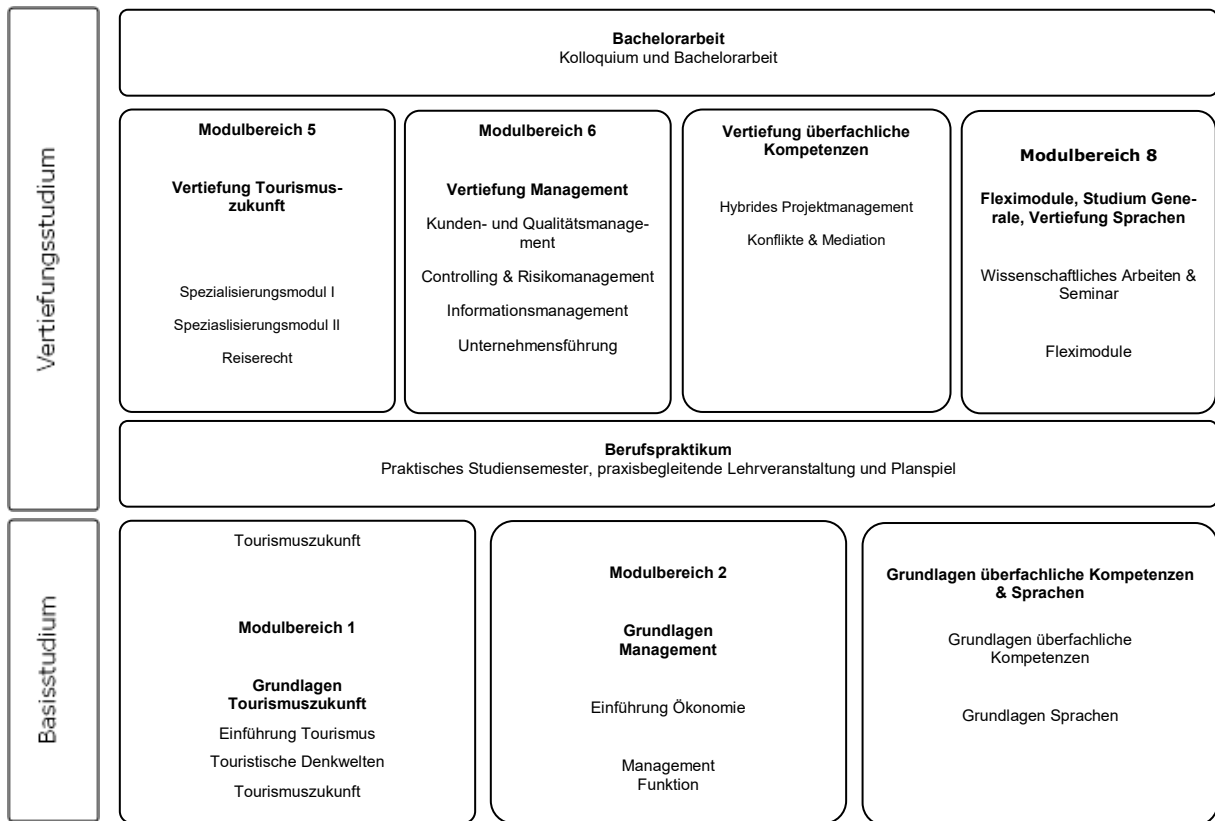 Vertiefungsstudium
Bachelorarbeit
Kolloquium und Bachelorarbeit
Modulbereich 5
Vertiefung Tourismus-
zukunft
Spezialisierungsmodul I
Speziaslisierungsmodul II
Reiserecht
Modulbereich 6
Vertiefung Management
Kunden- und Qualitätsmanage-
ment
Controlling & Risikomanagement
Informationsmanagement
Unternehmensführung
Vertiefung überfachliche
Kompetenzen
Hybrides Projektmanagement
Konflikte & Mediation
Modulbereich 8
Fleximodule, Studium Gene-
rale, Vertiefung Sprachen
Wissenschaftliches Arbeiten &
Seminar
Fleximodule
Berufspraktikum
Praktisches Studiensemester, praxisbegleitende Lehrveranstaltung und Planspiel
Basisstudium
Tourismuszukunft
Modulbereich 1
Grundlagen
Tourismuszukunft
Einführung Tourismus
Touristische Denkwelten
Tourismuszukunft
Modulbereich 2
Grundlagen
Management
Einführung Ökonomie
Management
Funktion
Grundlagen überfachliche Kompetenzen
& Sprachen
Grundlagen überfachliche
Kompetenzen
Grundlagen Sprachen